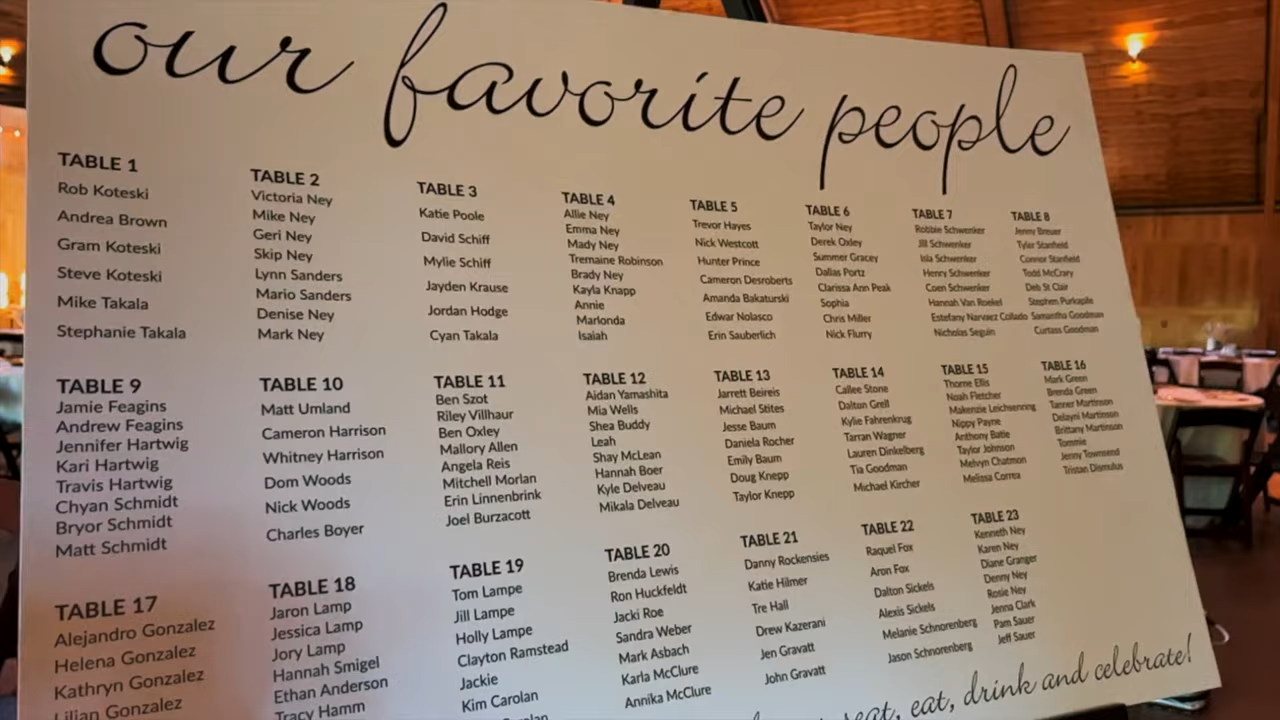 our favorite people
TABLE 1
Rob Koteski
Andrea Brown
Gram Koteski
Steve Koteski
Mike Takala
Stephanie Takala
TABLE 2
Victoria Ney
Mike Ney
Geri Ney
Skip Ney
Lynn Sanders
Mario Sanders
Denise Ney
Mark Ney
TABLE 3
Katie Poole
David Schiff
Mylie Schiff
Jayden Krause
Jordan Hodge
Cyan Takala
TABLE 4
Allie Ney
Emma Ney
Mady Ney
Tremaine Robinson
Brady Ney
Kayla Knapp
Annie
Marlonda
Isaiah
TABLE 5
Trevor Hayes
Nick Westcott
Hunter Prince
Cameron Desroberts
Amanda Bakaturski
Edwar Nolasco
Erin Sauberlich
TABLE 6
Taylor Ney
Derek Oxley
Summer Gracey
Dallas Portz
Clarissa Ann Peak
Sophia
Chris Miller
Nick Flurry
TABLE 7
Robbie Schwenker
Jill Schwenker
Isla Schwenker
Henry Schwenker
Coen Schwenker
Hannah Van Roekel
Estefany Narvaez Collado
Nicholas Seguin
TABLE 8
Jenny Breuer
Tyler Stanfield
Connor Stanfield
Todd McCrary
Deb St Clair
Stephen Purkapile
Samantha Goodman
Curtass Goodman
TABLE 9
Jamie Feagins
Andrew Feagins
Jennifer Hartwig
Kari Hartwig
Travis Hartwig
Chyan Schmidt
Bryor Schmidt
Matt Schmidt
TABLE 10
Matt Umland
Cameron Harrison
Whitney Harrison
Dom Woods
Nick Woods
Charles Boyer
TABLE 11
Ben Szot
Riley Villhaur
Ben Oxley
Mallory Allen
Angela Reis
Mitchell Morlan
Erin Linnenbrink
Joel Burzacott
TABLE 12
Aidan Yamashita
Mia Wells
Shea Buddy
Leah
Shay McLean
Hannah Boer
Kyle Delveau
Mikala Delveau
TABLE 13
Jarrett Beireis
Michael Stites
Jesse Baum
Daniela Rocher
Emily Baum
Doug Knepp
Taylor Knepp
TABLE 14
Callee Stone
Dalton Grell
Kylie Fahrenkrug
Tarran Wagner
Lauren Dinkelberg
Tia Goodman
Michael Kircher
TABLE 15
Thorne Ellis
Noah Fletcher
Makenzie Leichsenring
Nippy Payne
Anthony Batie
Taylor Johnson
Melvyn Chatmon
Melissa Correa
TABLE 16
Mark Green
Brenda Green
Tanner Martinson
Delayni Martinson
Brittany Martinson
Tommie
Jenny Townsend
Tristan Dismulus
TABLE 17
Alejandro Gonzalez
Helena Gonzalez
Kathryn Gonzalez
Lilian Gonzalez
TABLE 18
Jaron Lamp
Jessica Lamp
Jory Lamp
Hannah Smigel
Ethan Anderson
Tracy Hamm
TABLE 19
Tom Lampe
Jill Lampe
Holly Lampe
Clayton Ramstead
Jackie
Kim Carolan
Carolan
TABLE 20
Brenda Lewis
Ron Huckfeldt
Jacki Roe
Sandra Weber
Mark Asbach
Karla McClure
Annika McClure
TABLE 21
Danny Rockensies
Katie Hilmer
Tre Hall
Drew Kazerani
Jen Gravatt
John Gravatt
TABLE 22
Raquel Fox
Aron Fox
Dalton Sickels
Alexis Sickels
Melanie Schnorenberg
Jason Schnorenberg
TABLE 23
Kenneth Ney
Karen Ney
Diane Granger
Denny Ney
Rosie Ney
Jenna Clark
Pam Sauer
Jeff Sauer
seat, eat, drink and celebrate!